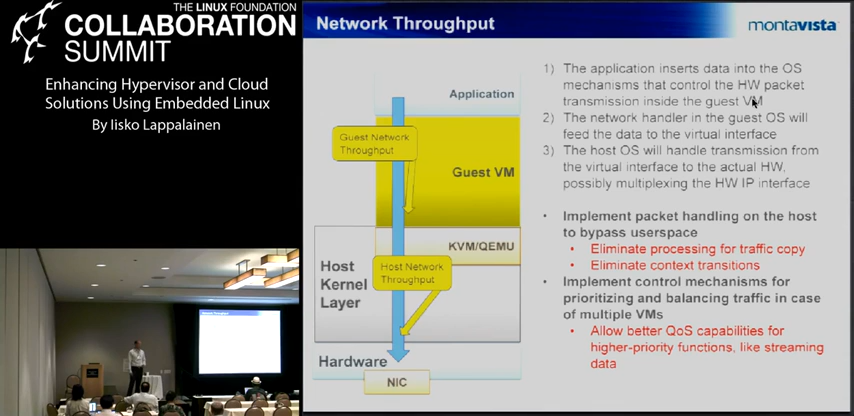 THE LINUX FOUNDATION
COLLABORATION
SUMMIT
Enhancing Hypervisor and Cloud
Solutions Using Embedded Linux
By Iisko Lappalainen
Network Throughput
montavista
Application
Guest Network
Throughput
Guest VM
KVM/QEMU
Host
Kernel
Layer
Host Network
Throughput
Hardware
NIC
1) The application inserts data into the OS
mechanisms that control the HW packet
transmission inside the guest VM
2) The network handler in the guest OS will
feed the data to the virtual interface
3) The host OS will handle transmission from
the virtual interface to the actual HW,
possibly multiplexing the HW IP interface
• Implement packet handling on the host
to bypass userspace
• Eliminate processing for traffic copy
• Eliminate context transitions
• Implement control mechanisms for
prioritizing and balancing traffic in case
of multiple VMs
• Allow better QoS capabilities for
higher-priority functions, like streaming
data